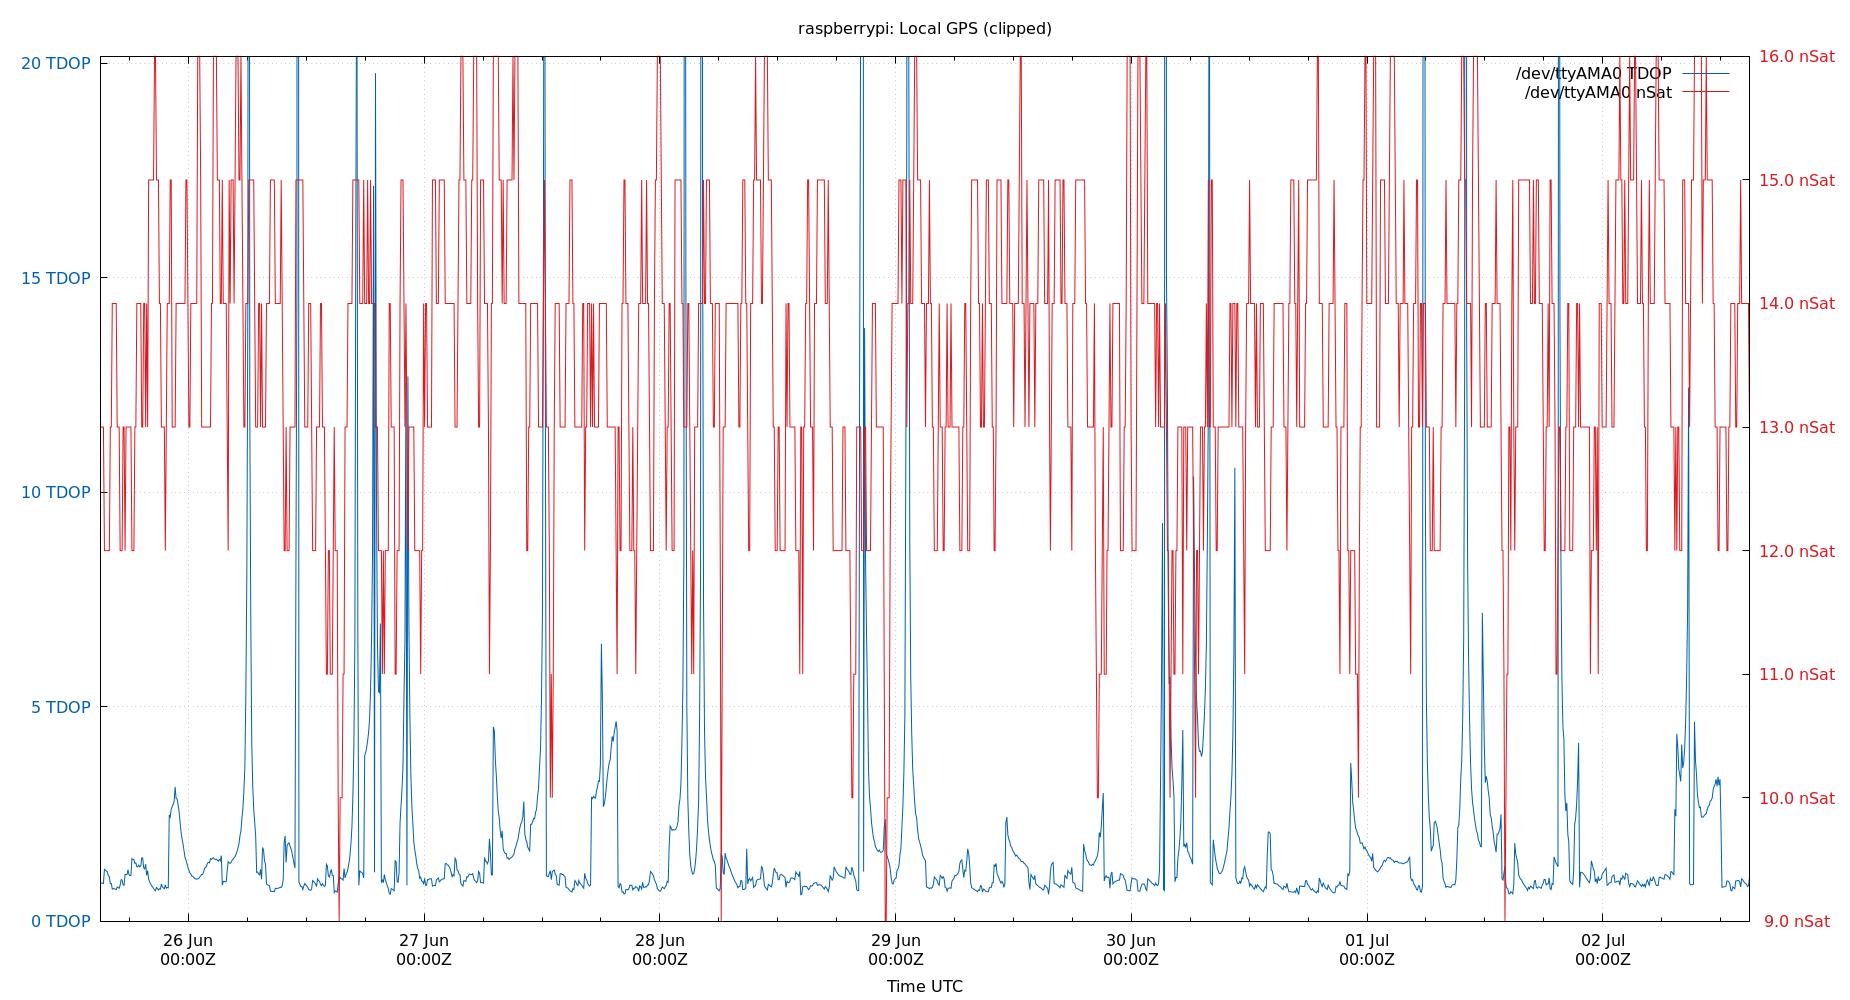 raspberrypi: Local GPS (clipped)
20 TDOP
15 TDOP
10 TDOP
5 TDOP
0 TDOP
16.0 nSat
15.0 nSat
14.0 nSat
13.0 nSat
12.0 nSat
11.0 nSat
10.0 nSat
9.0 nSat
/dev/ttyAMA0 TDOP
/dev/ttyAMA0 nSat
26 Jun 00:00Z
27 Jun 00:00Z
28 Jun 00:00Z
29 Jun 00:00Z
30 Jun 00:00Z
01 Jul 00:00Z
02 Jul 00:00Z
Time UTC